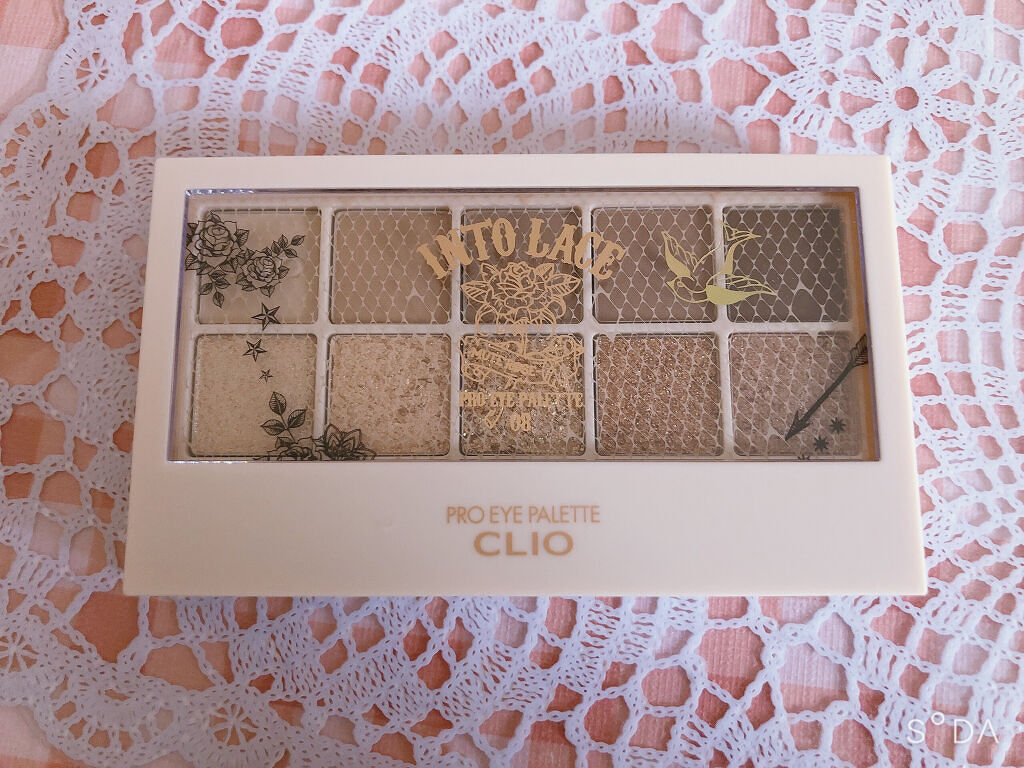 INTO LACE
PRO EYE PALETTE
08
PRO EYE PALETTE
CLIO
S°DA